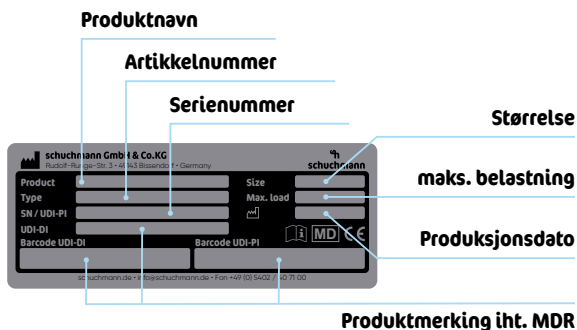 Produktnavn
Artikkelnummer
Serienummer
Størrelse
maks. belastning
Produksjonsdato
schuchmann GmbH & Co.KG
Rudolf-Runge-Str. 3 • 49143 Bissendorf • Germany
schuchmann
Product
Size
Type
Max. load
SN / UDI-PI
UDI-DI
MD CE
Barcode UDI-DI
Barcode UDI-PI
schuchmann.de • info@schuchmann.de • Fon +49 (0) 5402 / 40 71 00
Produktmerking iht. MDR